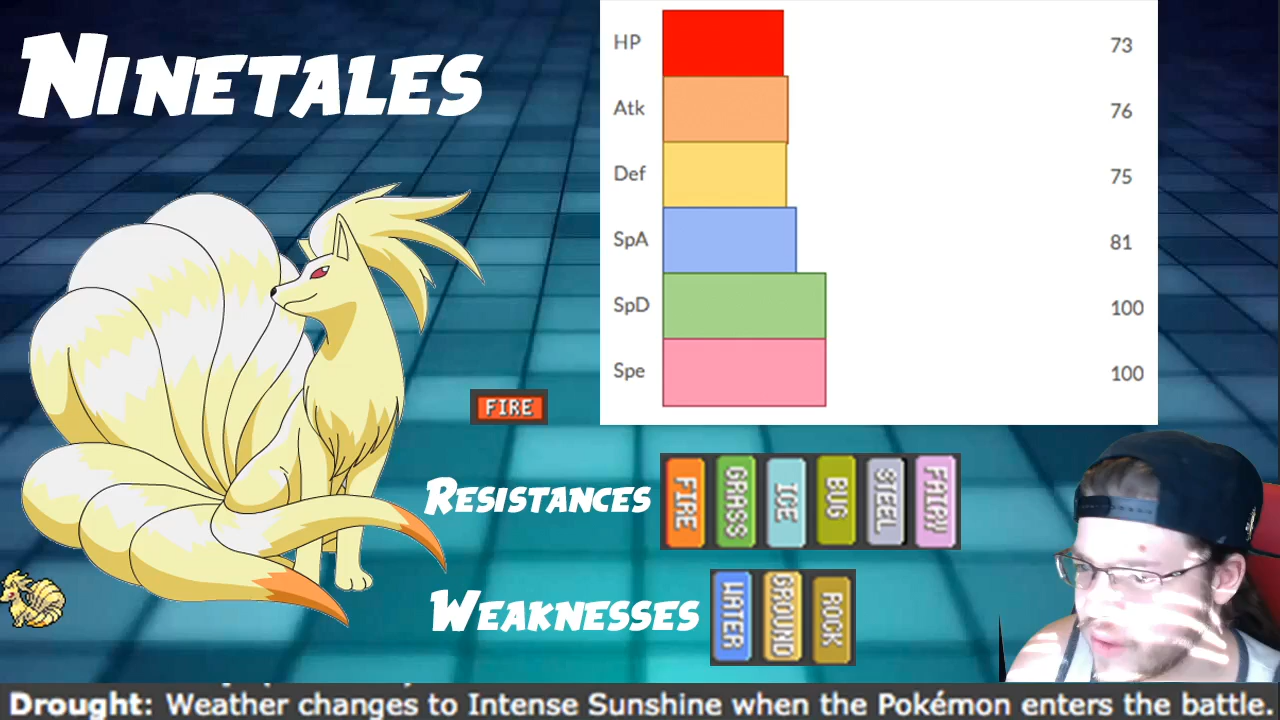 NINETALES
HP 73
Atk 76
Def 75
SpA 81
SpD 100
Spe 100
FIRE
RESISTANCES FIRE GRASS ICE BUG STEEL FAIRY
WEAKNESSES WATER GROUND ROCK
Drought: Weather changes to Intense Sunshine when the Pokémon enters the battle.